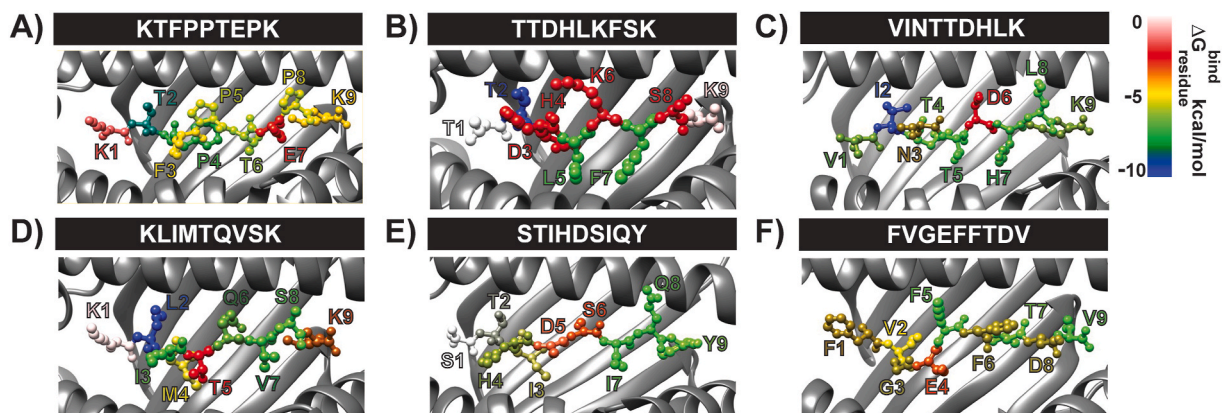 A) KTFPPTEPK
K1
T2
F3
P4
P5
T6
E7
P8
K9
B) TTDHLKFSK
T1
T2
D3
H4
L5
K6
F7
S8
K9
C) VINTTDHLK
V1
I2
N3
T4
T5
D6
H7
L8
K9
0
-5
-10
ΔG bind residue kcal/mol
D) KLIMTQVSK
K1
L2
I3
M4
T5
Q6
V7
S8
K9
E) STIHDSIQY
S1
T2
H4
I3
D5
S6
I7
Q8
Y9
F) FVGEFFTDV
F1
V2
G3
E4
F5
F6
T7
D8
V9